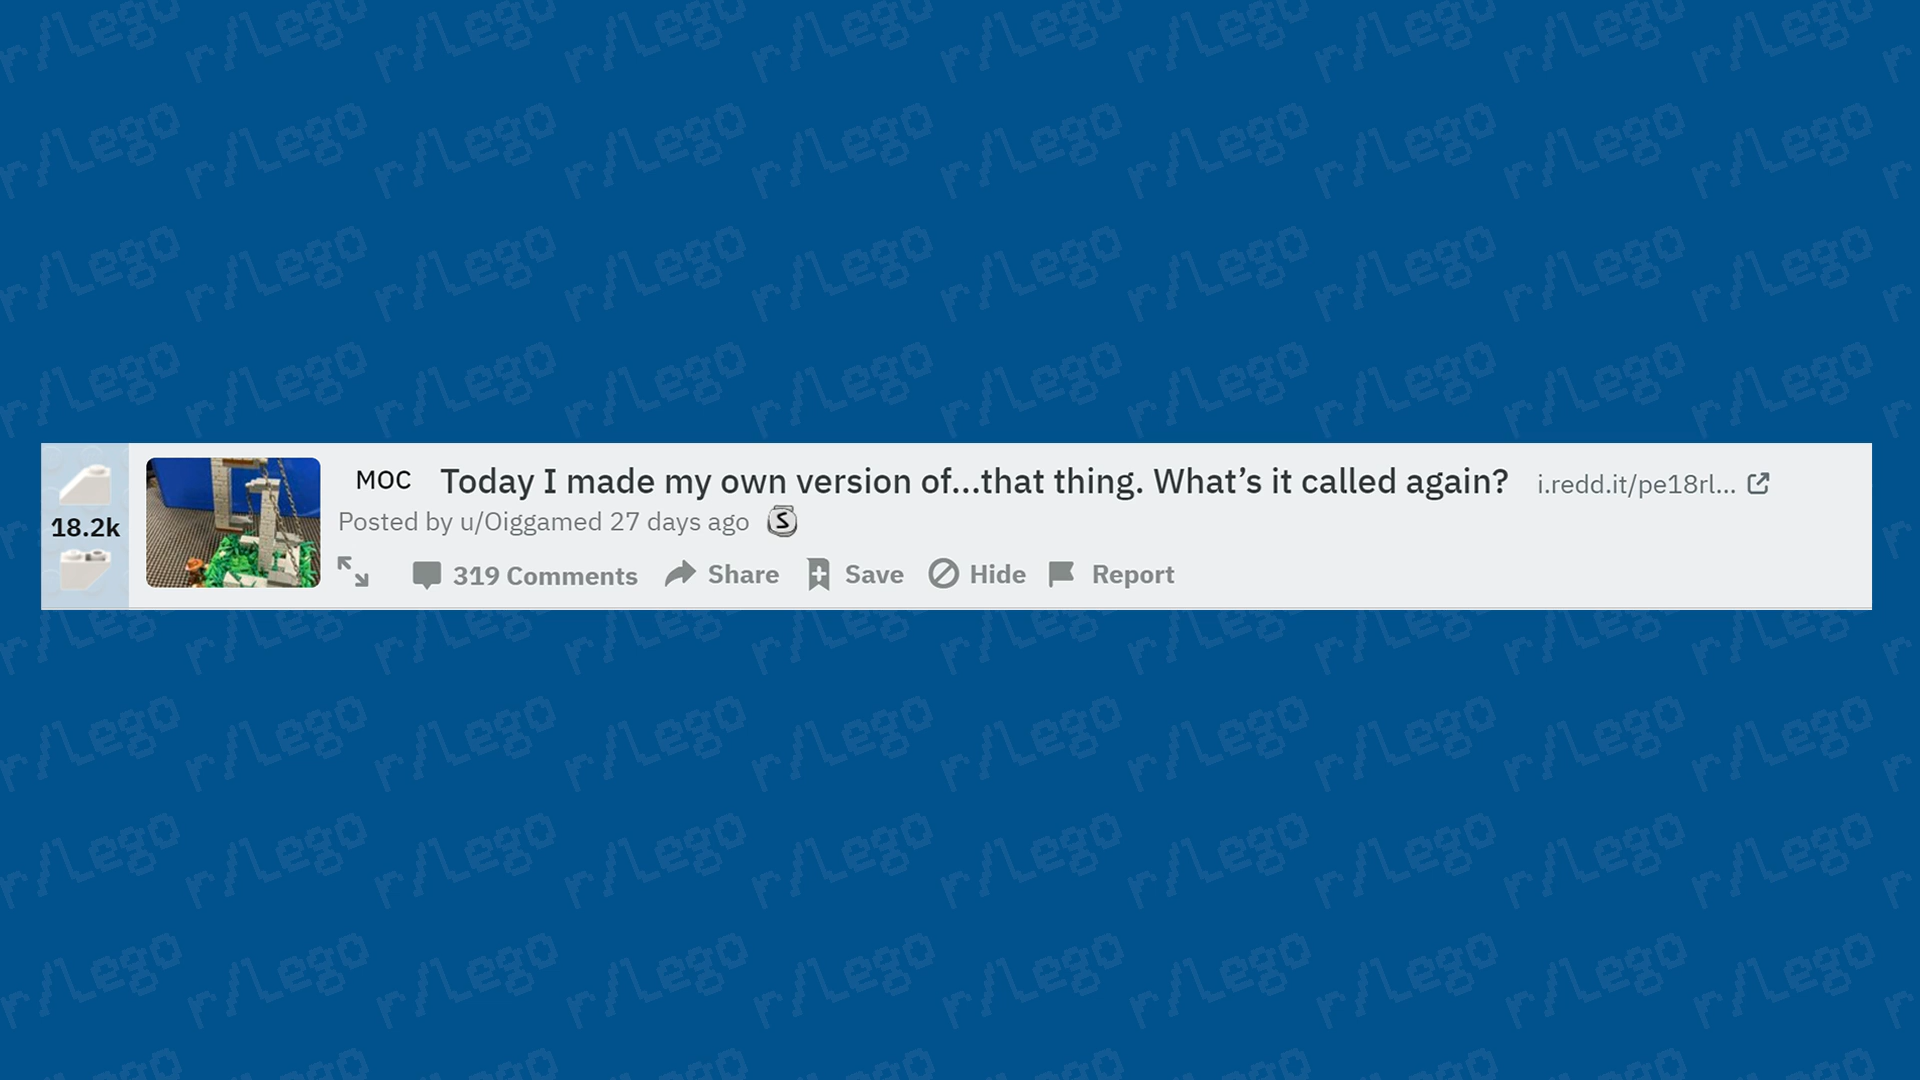 MOC Today I made my own version of...that thing. What's it called again? i.redd.it/pe18rl...
18.2k
Posted by u/Oiggamed 27 days ago S
319 Comments Share Save Hide Report
r/Lego